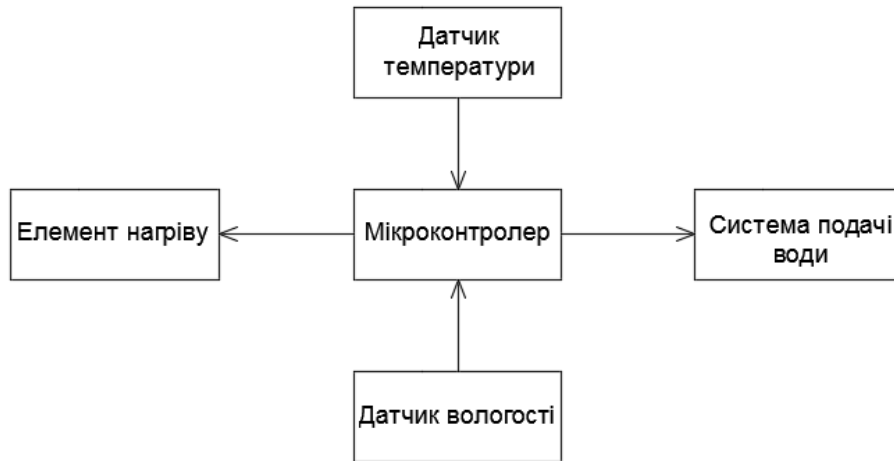 Датчик
температури
Елемент нагріву
Мікроконтролер
Система подачі
води
Датчик вологості